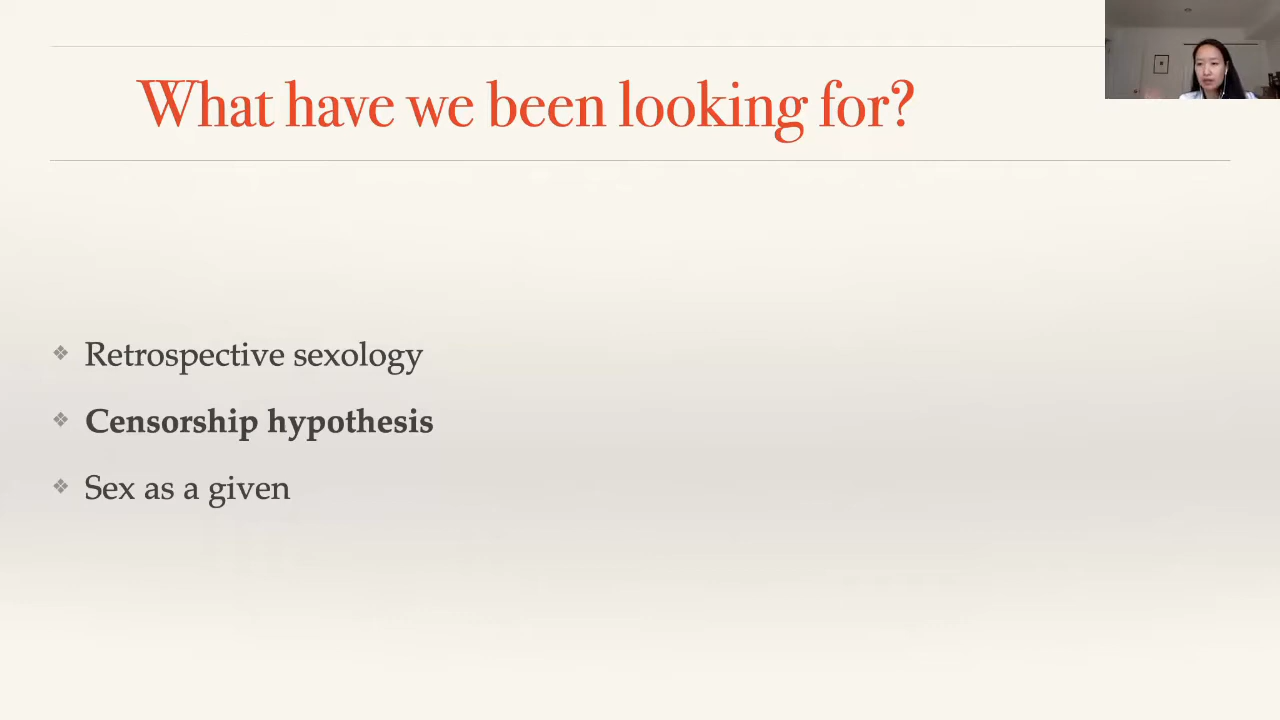 What have we been looking for?
Retrospective sexology
Censorship hypothesis
Sex as a given